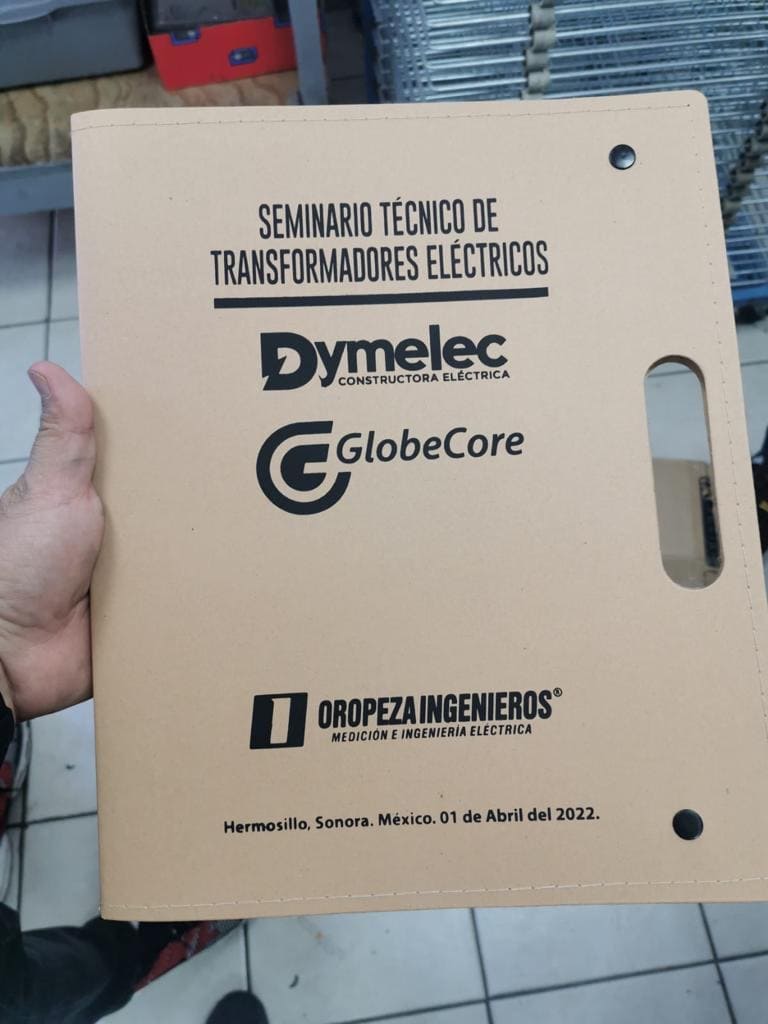 SEMINARIO TÉCNICO DE
TRANSFORMADORES ELÉCTRICOS
Dymelec
CONSTRUCTORA ELÉCTRICA
GlobeCore
OROPEZA INGENIEROS®
MEDICIÓN E INGENIERÍA ELÉCTRICA
Hermosillo, Sonora. México. 01 de Abril del 2022.